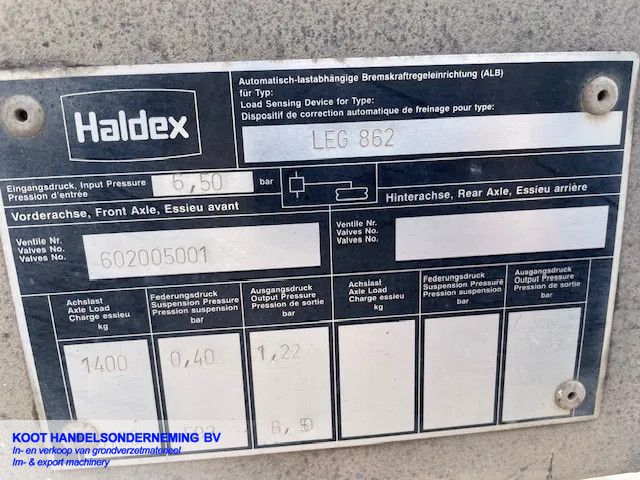 Haldex
Automatisch-lastabhängige Bremskraftregeleinrichtung (ALB)
für Typ:
Load Sensing Device for Type:
Dispositif de correction automatique de freinage pour type:
LEG 862
Eingangsdruck, Input Pressure
Pression d'entrée
6,50 bar
Vorderachse, Front Axle, Essieu avant
Hinterachse, Rear Axle, Essieu arrière
Ventile Nr.
Valves No.
Valves No.
602005001
Ventile Nr.
Valves No.
Valves No.
Achslast
Axle Load
Charge essieu
kg
Federungsdruck
Suspension Pressure
Pression suspension
bar
Ausgangsdruck
Output Pressure
Pression de sortie
bar
Achslast
Axle Load
Charge essieu
kg
Federungsdruck
Suspension Pressure
Pression suspension
bar
Ausgangsdruck
Output Pressure
Pression de sortie
bar
1400 0,40 1,22
6,50
KOOT HANDELSONDERNEMING BV
In- en verkoop van grondverzetmaterieel
Im- & export machinery